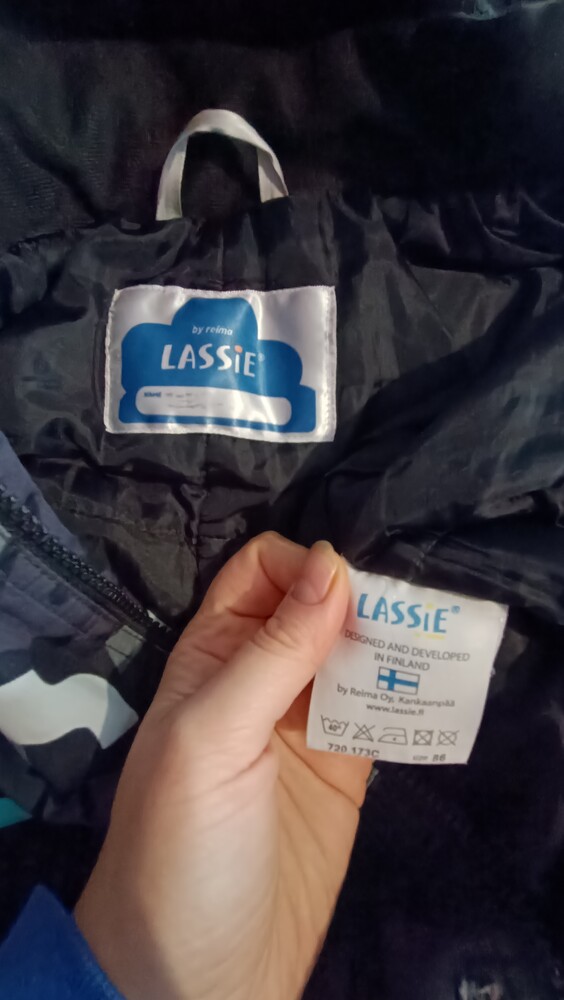 by reima
LASSiE®
LASSiE®
DESIGNED AND DEVELOPED
IN FINLAND
by Reima Oy, Kankaanpää
www.lassie.fi
40°
720 173C
86